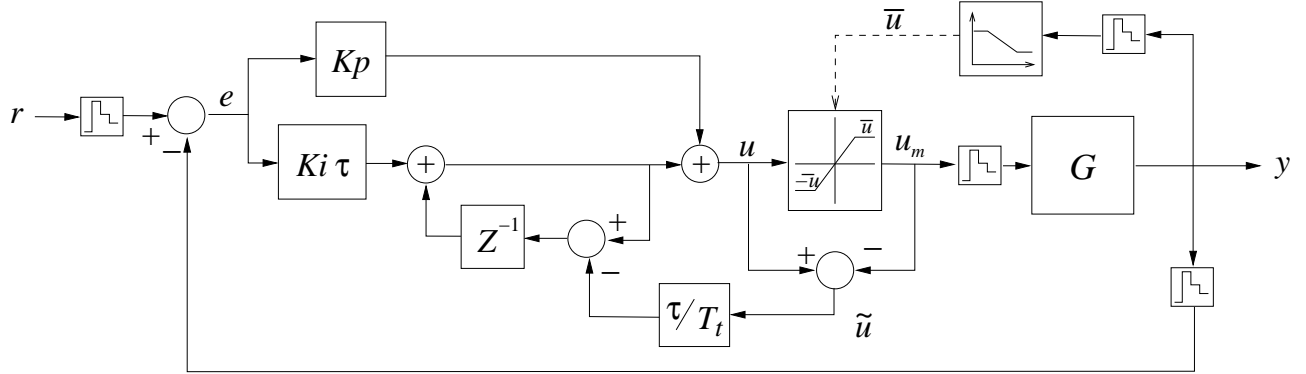 u̅
Kp
r
+
−
e
Ki τ
+
+
u
u̅
−u̅
u_m
G
y
Z⁻¹
+
−
+
−
τ/T_t
ũ